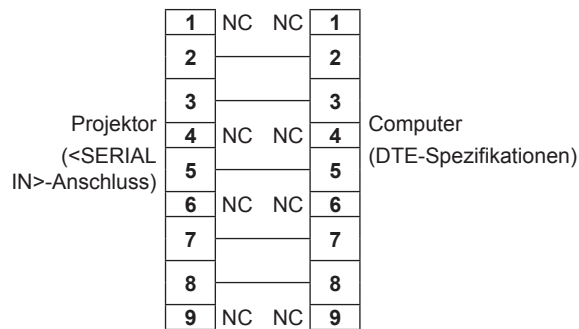 1 NC NC 1
2 2
3 3
Projektor
(<SERIAL
IN>-Anschluss)
4 NC NC 4
5 5
6 NC NC 6
7 7
8 8
9 NC NC 9
Computer
(DTE-Spezifikationen)